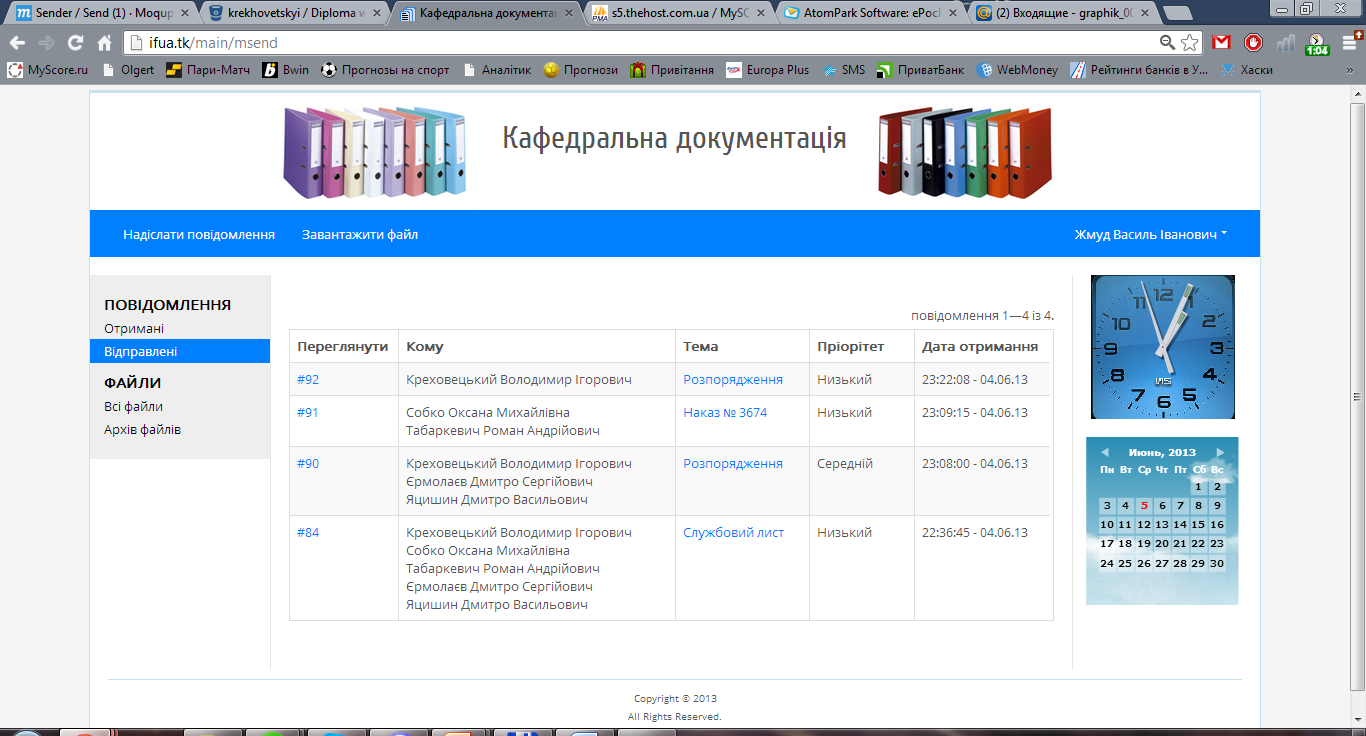 Sender / Send (1) · Moqup
krekhovetskyi / Diploma w
Кафедральна документа
s5.thehost.com.ua / MySQ
AtomPark Software: ePoc
(2) Входящие - graphik_0
ifua.tk/main/msend
1:04
MyScore.ru Olgert Пари-Матч Bwin Прогнозы на спорт Аналітик Прогнози Привітання Europa Plus SMS ПриватБанк WebMoney Рейтинги банків в У... Хаски »
Кафедральна документація
Надіслати повідомлення Завантажити файл Жмуд Василь Іванович
ПОВІДОМЛЕННЯ
Отримані
Відправлені
ФАЙЛИ
Всі файли
Архів файлів
повідомлення 1—4 із 4.
Переглянути Кому Тема Пріорітет Дата отримання
#92 Креховецький Володимир Ігорович Розпорядження Низький 23:22:08 - 04.06.13
#91 Собко Оксана Михайлівна Наказ № 3674 Низький 23:09:15 - 04.06.13
Табаркевич Роман Андрійович
#90 Креховецький Володимир Ігорович Розпорядження Середній 23:08:00 - 04.06.13
Єрмолаєв Дмитро Сергійович
Яцишин Дмитро Васильович
#84 Креховецький Володимир Ігорович Службовий лист Низький 22:36:45 - 04.06.13
Собко Оксана Михайлівна
Табаркевич Роман Андрійович
Єрмолаєв Дмитро Сергійович
Яцишин Дмитро Васильович
12 1 2 3 4 5 6 7 8 9 10 11
Июнь, 2013
Пн Вт Ср Чт Пт Сб Вс
1 2
3 4 5 6 7 8 9
10 11 12 13 14 15 16
17 18 19 20 21 22 23
24 25 26 27 28 29 30
Copyright © 2013
All Rights Reserved.